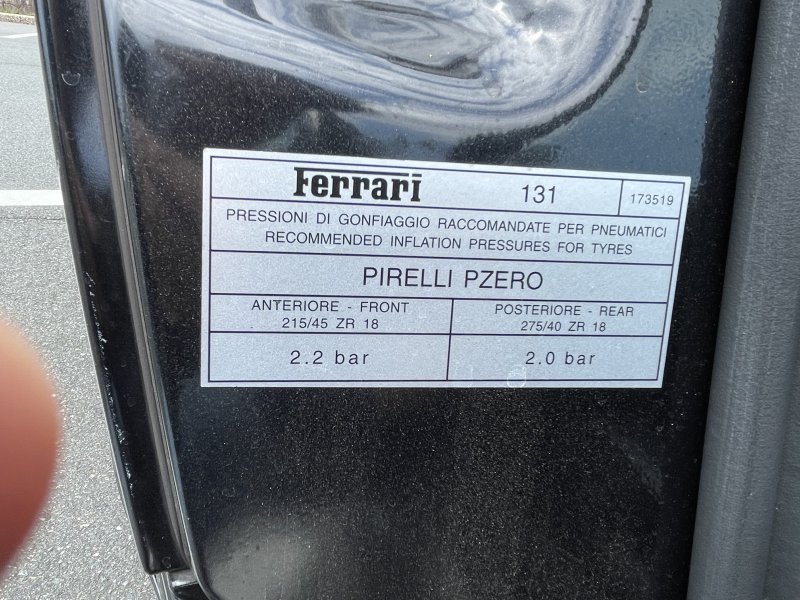 Ferrari 131 173519
PRESSIONI DI GONFIAGGIO RACCOMANDATE PER PNEUMATICI
RECOMMENDED INFLATION PRESSURES FOR TYRES
PIRELLI PZERO
ANTERIORE - FRONT
215/45 ZR 18
POSTERIORE - REAR
275/40 ZR 18
2.2 bar
2.0 bar